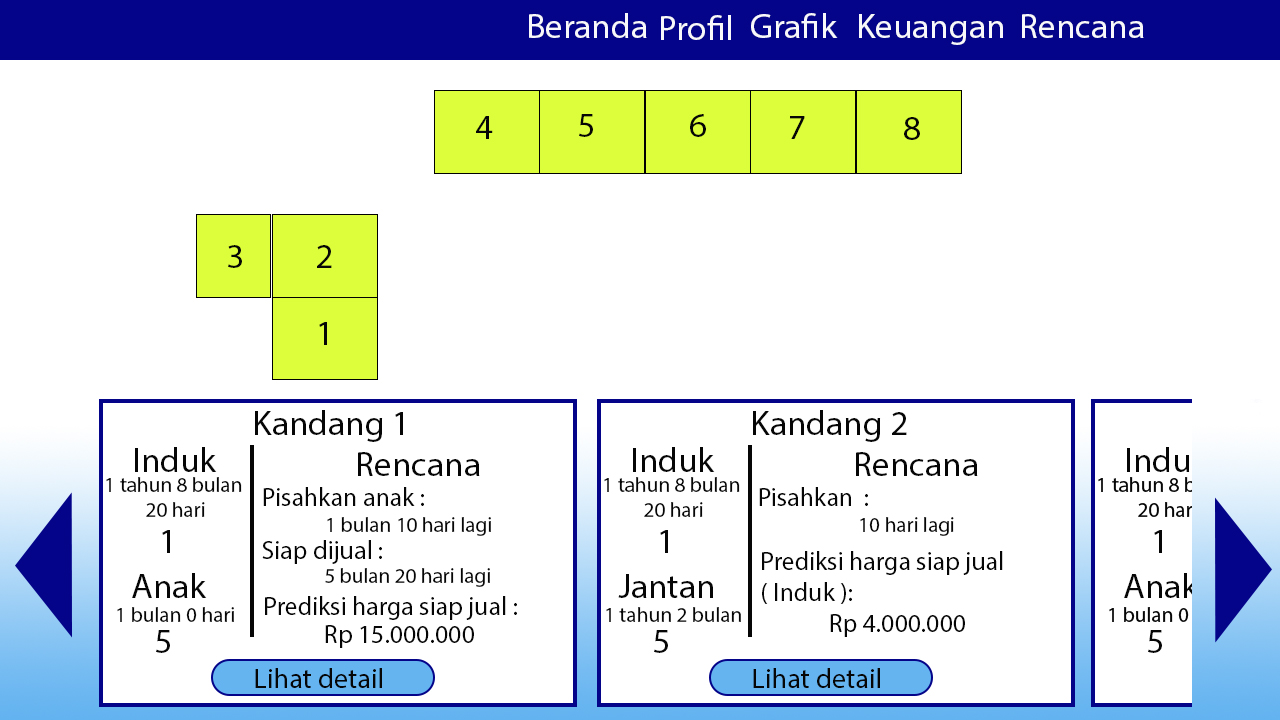 Beranda Profil Grafik Keuangan Rencana
4 5 6 7 8
3 2
1
Kandang 1
Induk
1 tahun 8 bulan
20 hari
1
Anak
1 bulan 0 hari
5
Rencana
Pisahkan anak :
1 bulan 10 hari lagi
Siap dijual :
5 bulan 20 hari lagi
Prediksi harga siap jual :
Rp 15.000.000
Lihat detail
Kandang 2
Induk
1 tahun 8 bulan
20 hari
1
Jantan
1 tahun 2 bulan
5
Rencana
Pisahkan :
10 hari lagi
Prediksi harga siap jual
( Induk ):
Rp 4.000.000
Lihat detail
Indu
1 tahun 8 b
20 har
1
Anak
1 bulan 0
5